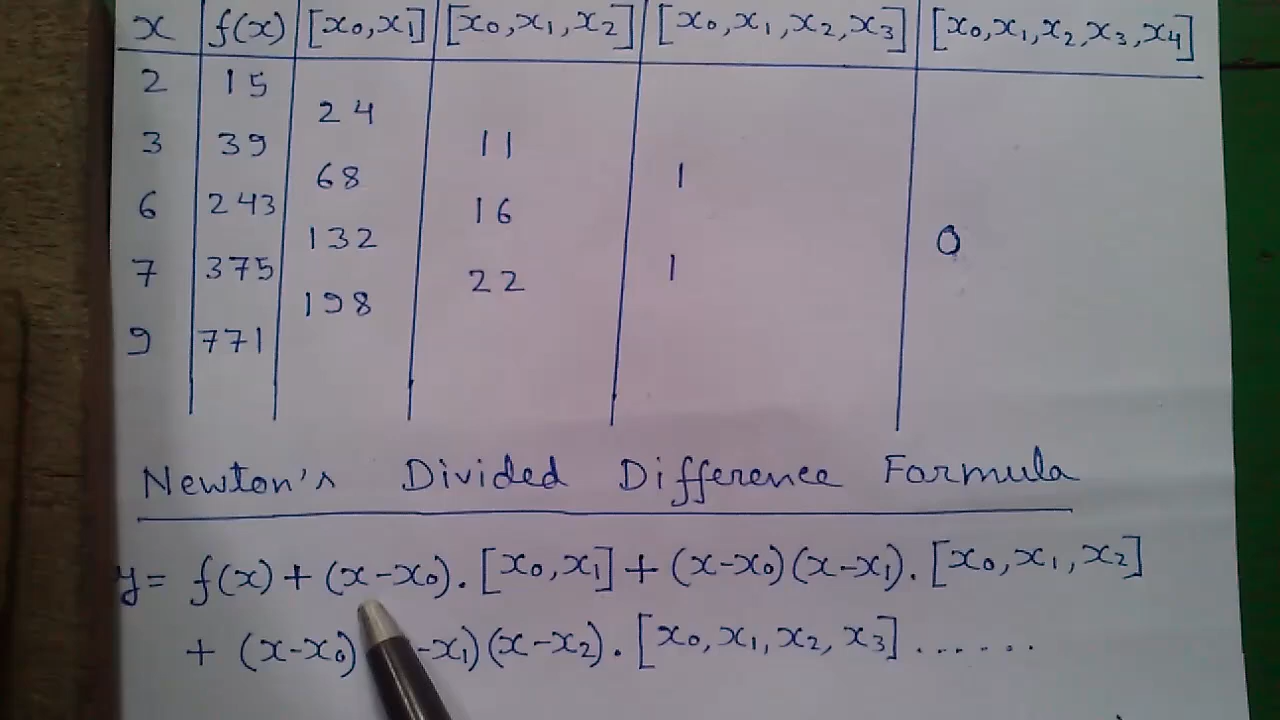 x f(x) [x₀,x₁] [x₀,x₁,x₂] [x₀,x₁,x₂,x₃] [x₀,x₁,x₂,x₃,x₄]
2 15
24
3 39 11
68 1
6 243 16
132 0
7 375 22 1
198
9 771
Newton's Divided Difference Formula
y = f(x) + (x-x₀). [x₀,x₁] + (x-x₀)(x-x₁). [x₀,x₁,x₂]
+ (x-x₀) -x₁)(x-x₂). [x₀,x₁,x₂,x₃] ......